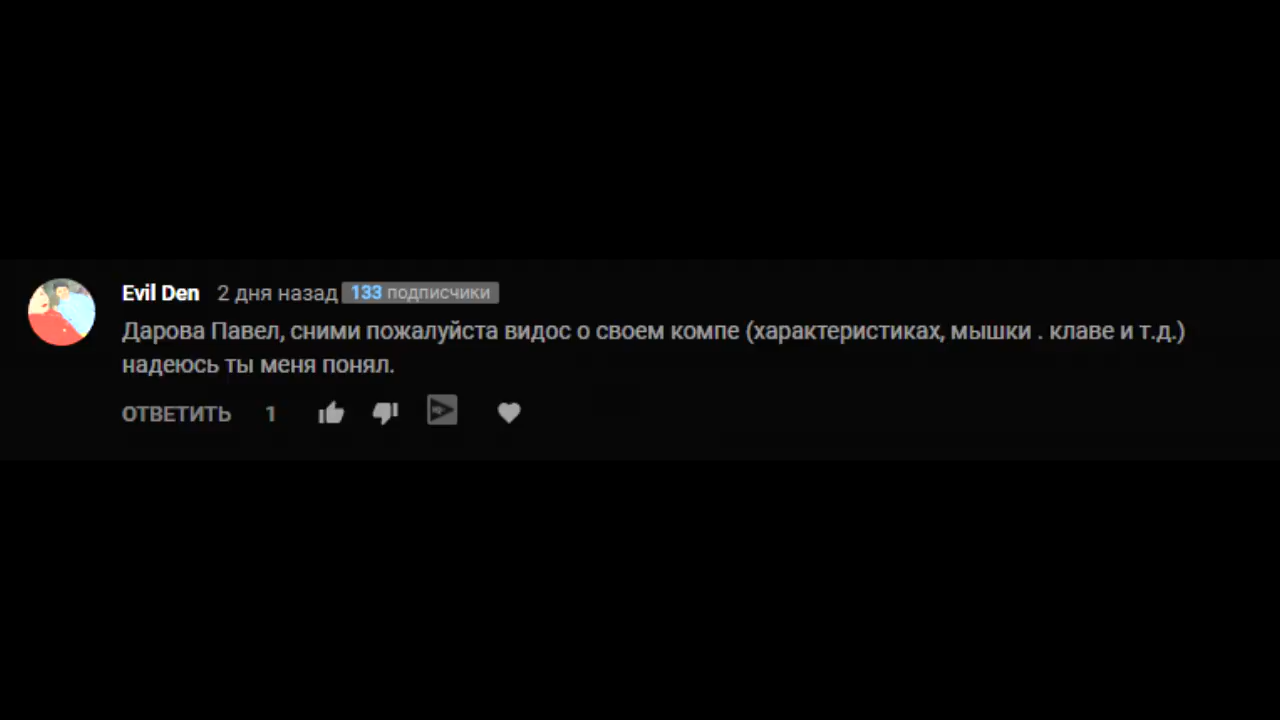 Evil Den 2 дня назад 133 подписчики
Дарова Павел, сними пожалуйста видос о своем компе (характеристиках, мышки . клаве и т.д.)
надеюсь ты меня понял.
ОТВЕТИТЬ 1